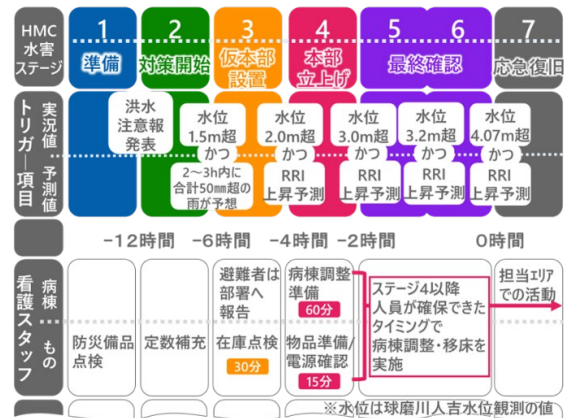 HMC
水害
ステージ
1
準備
2
対策開始
3
仮本部
設置
4
本部
立上げ
5
6
最終確認
7
応急復旧
トリガー項目
実況値
予測値
洪水
注意報
発表
水位
1.5m超
かつ
2～3h内に
合計50㎜超の
雨が予想
水位
2.0m超
かつ
RRI
上昇予測
水位
3.0m超
かつ
RRI
上昇予測
水位
3.2m超
かつ
RRI
上昇予測
水位
4.07m超
かつ
RRI
上昇予測
-12時間
-6時間
-4時間
-2時間
0時間
看護スタッフ
病棟
もの
防災備品
点検
定数補充
避難者は
部署へ
報告
在庫点検
30分
病棟調整
準備
60分
物品準備/
電源確認
15分
ステージ4以降
人員が確保できた
タイミングで
病棟調整・移床を
実施
担当エリア
での活動
※水位は球磨川人吉水位観測の値